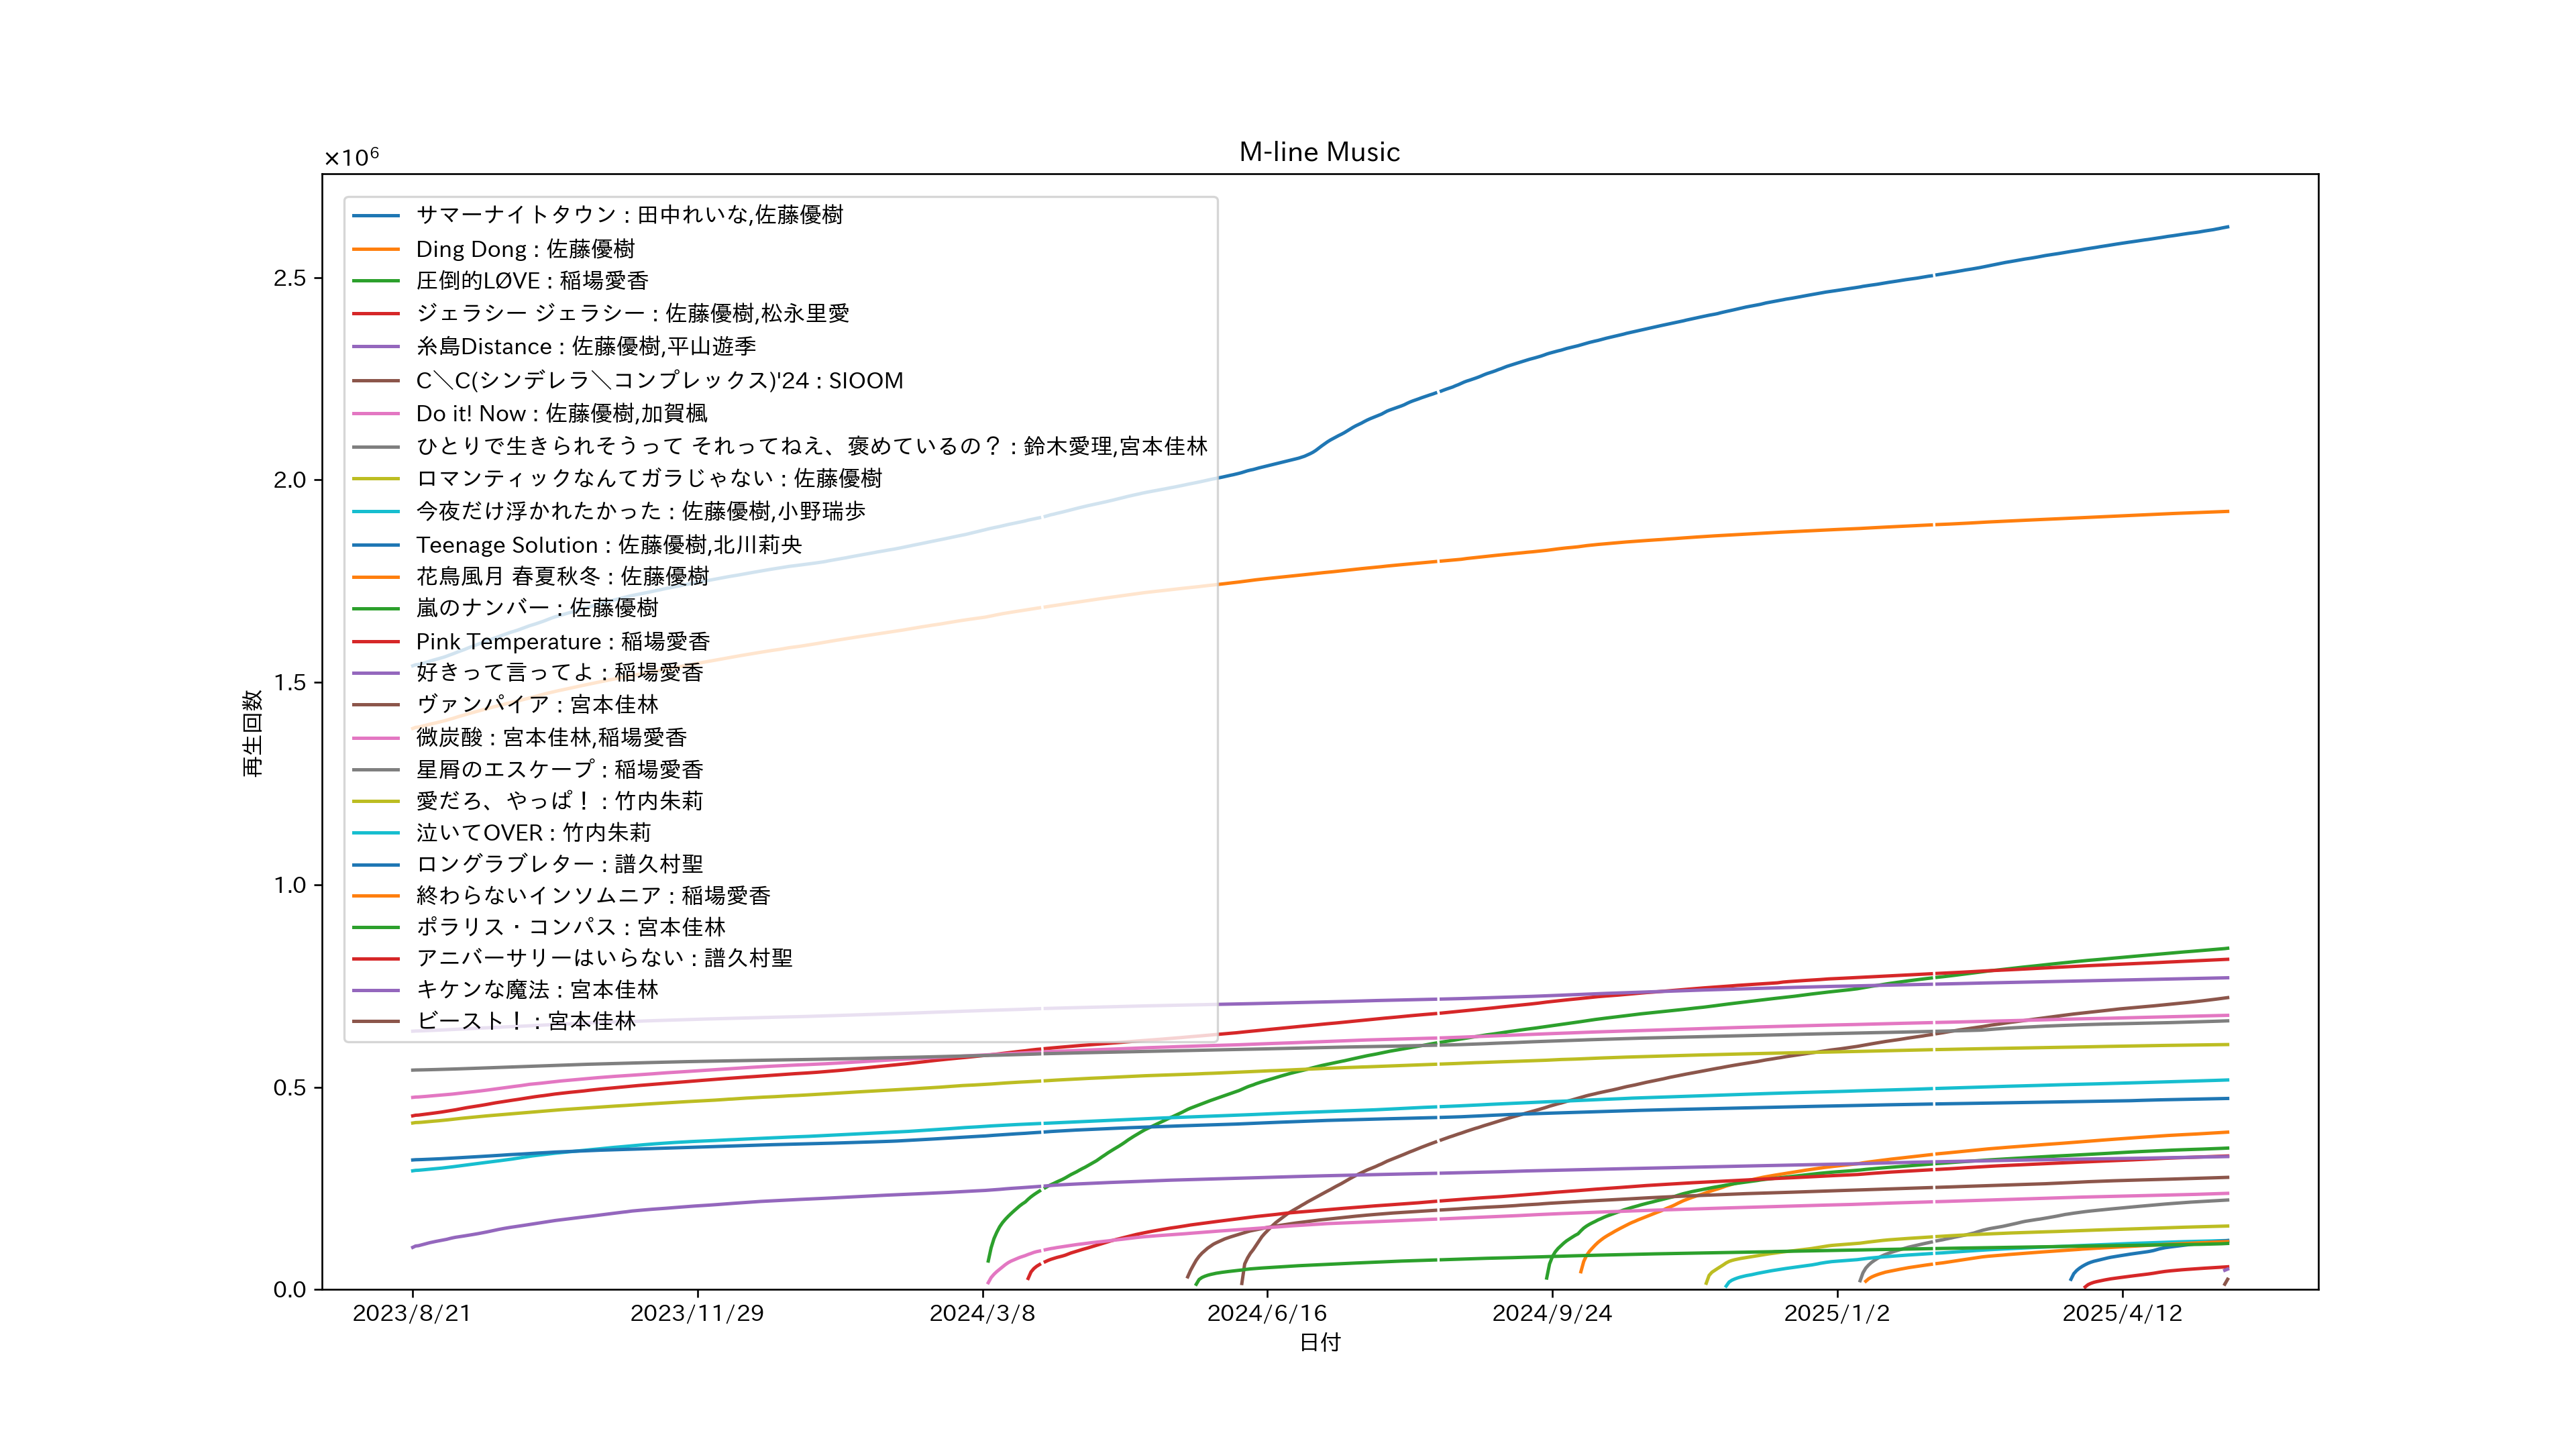 M-line Music
×10⁶
サマーナイトタウン : 田中れいな,佐藤優樹
Ding Dong : 佐藤優樹
圧倒的LØVE : 稲場愛香
ジェラシー ジェラシー : 佐藤優樹,松永里愛
糸島Distance : 佐藤優樹,平山遊季
C＼C(シンデレラ＼コンプレックス)'24 : SIOOM
Do it! Now : 佐藤優樹,加賀楓
ひとりで生きられそうって それってねえ、褒めているの？ : 鈴木愛理,宮本佳林
ロマンティックなんてガラじゃない : 佐藤優樹
今夜だけ浮かれたかった : 佐藤優樹,小野瑞歩
Teenage Solution : 佐藤優樹,北川莉央
花鳥風月 春夏秋冬 : 佐藤優樹
嵐のナンバー : 佐藤優樹
Pink Temperature : 稲場愛香
好きって言ってよ : 稲場愛香
ヴァンパイア : 宮本佳林
微炭酸 : 宮本佳林,稲場愛香
星屑のエスケープ : 稲場愛香
愛だろ、やっぱ！ : 竹内朱莉
泣いてOVER : 竹内朱莉
ロングラブレター : 譜久村聖
終わらないインソムニア : 稲場愛香
ポラリス・コンパス : 宮本佳林
アニバーサリーはいらない : 譜久村聖
キケンな魔法 : 宮本佳林
ビースト！ : 宮本佳林
再生回数
2.5
2.0
1.5
1.0
0.5
0.0
2023/8/21
2023/11/29
2024/3/8
2024/6/16
2024/9/24
2025/1/2
2025/4/12
日付